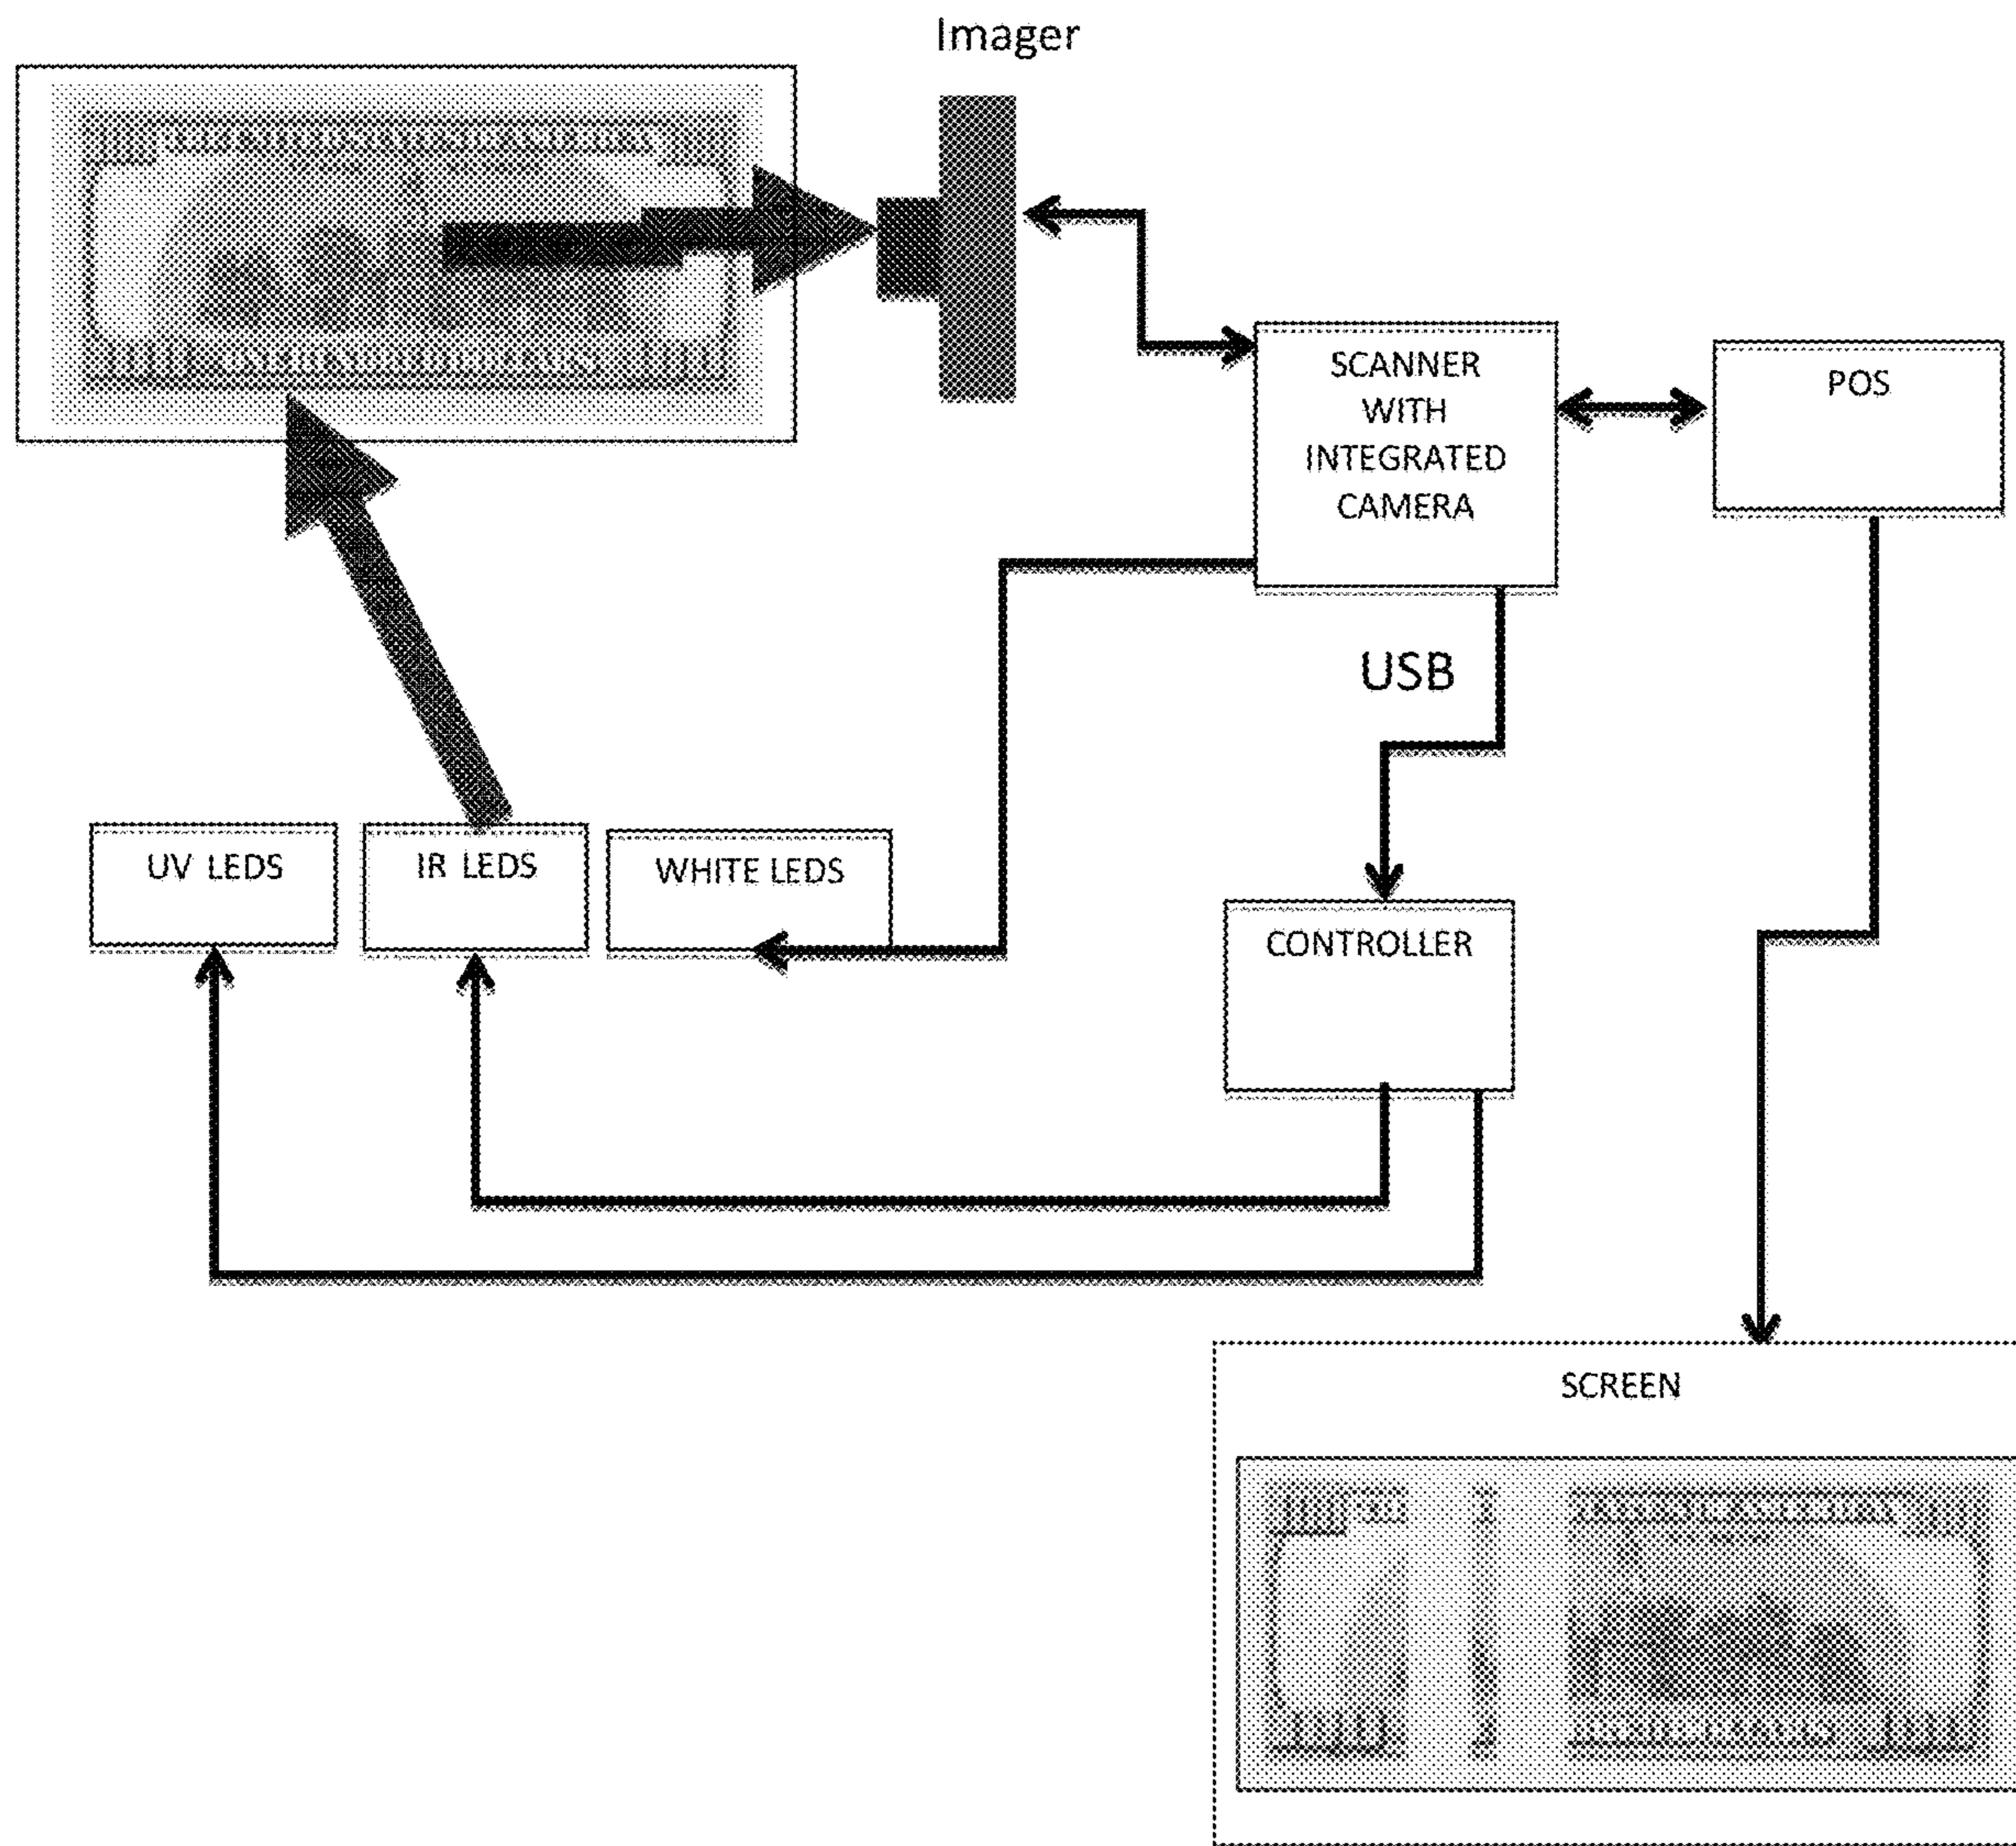 Imager
SCANNER
WITH
INTEGRATED
CAMERA
POS
USB
UV LEDS
IR LEDS
WHITE LEDS
CONTROLLER
SCREEN